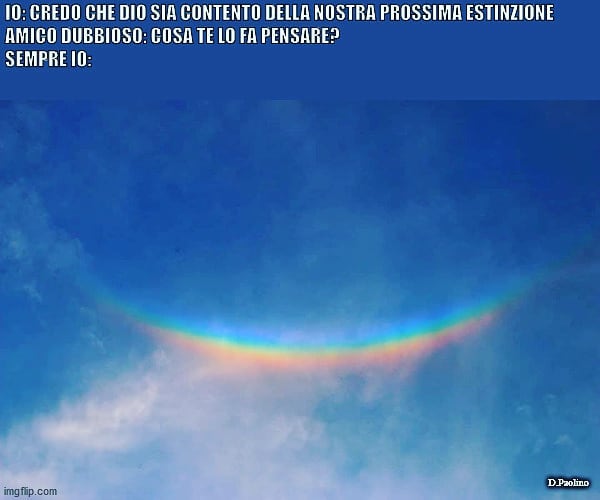 IO: CREDO CHE DIO SIA CONTENTO DELLA NOSTRA PROSSIMA ESTINZIONE
AMICO DUBBIOSO: COSA TE LO FA PENSARE?
SEMPRE IO:
D.Paolino
imgflip.com